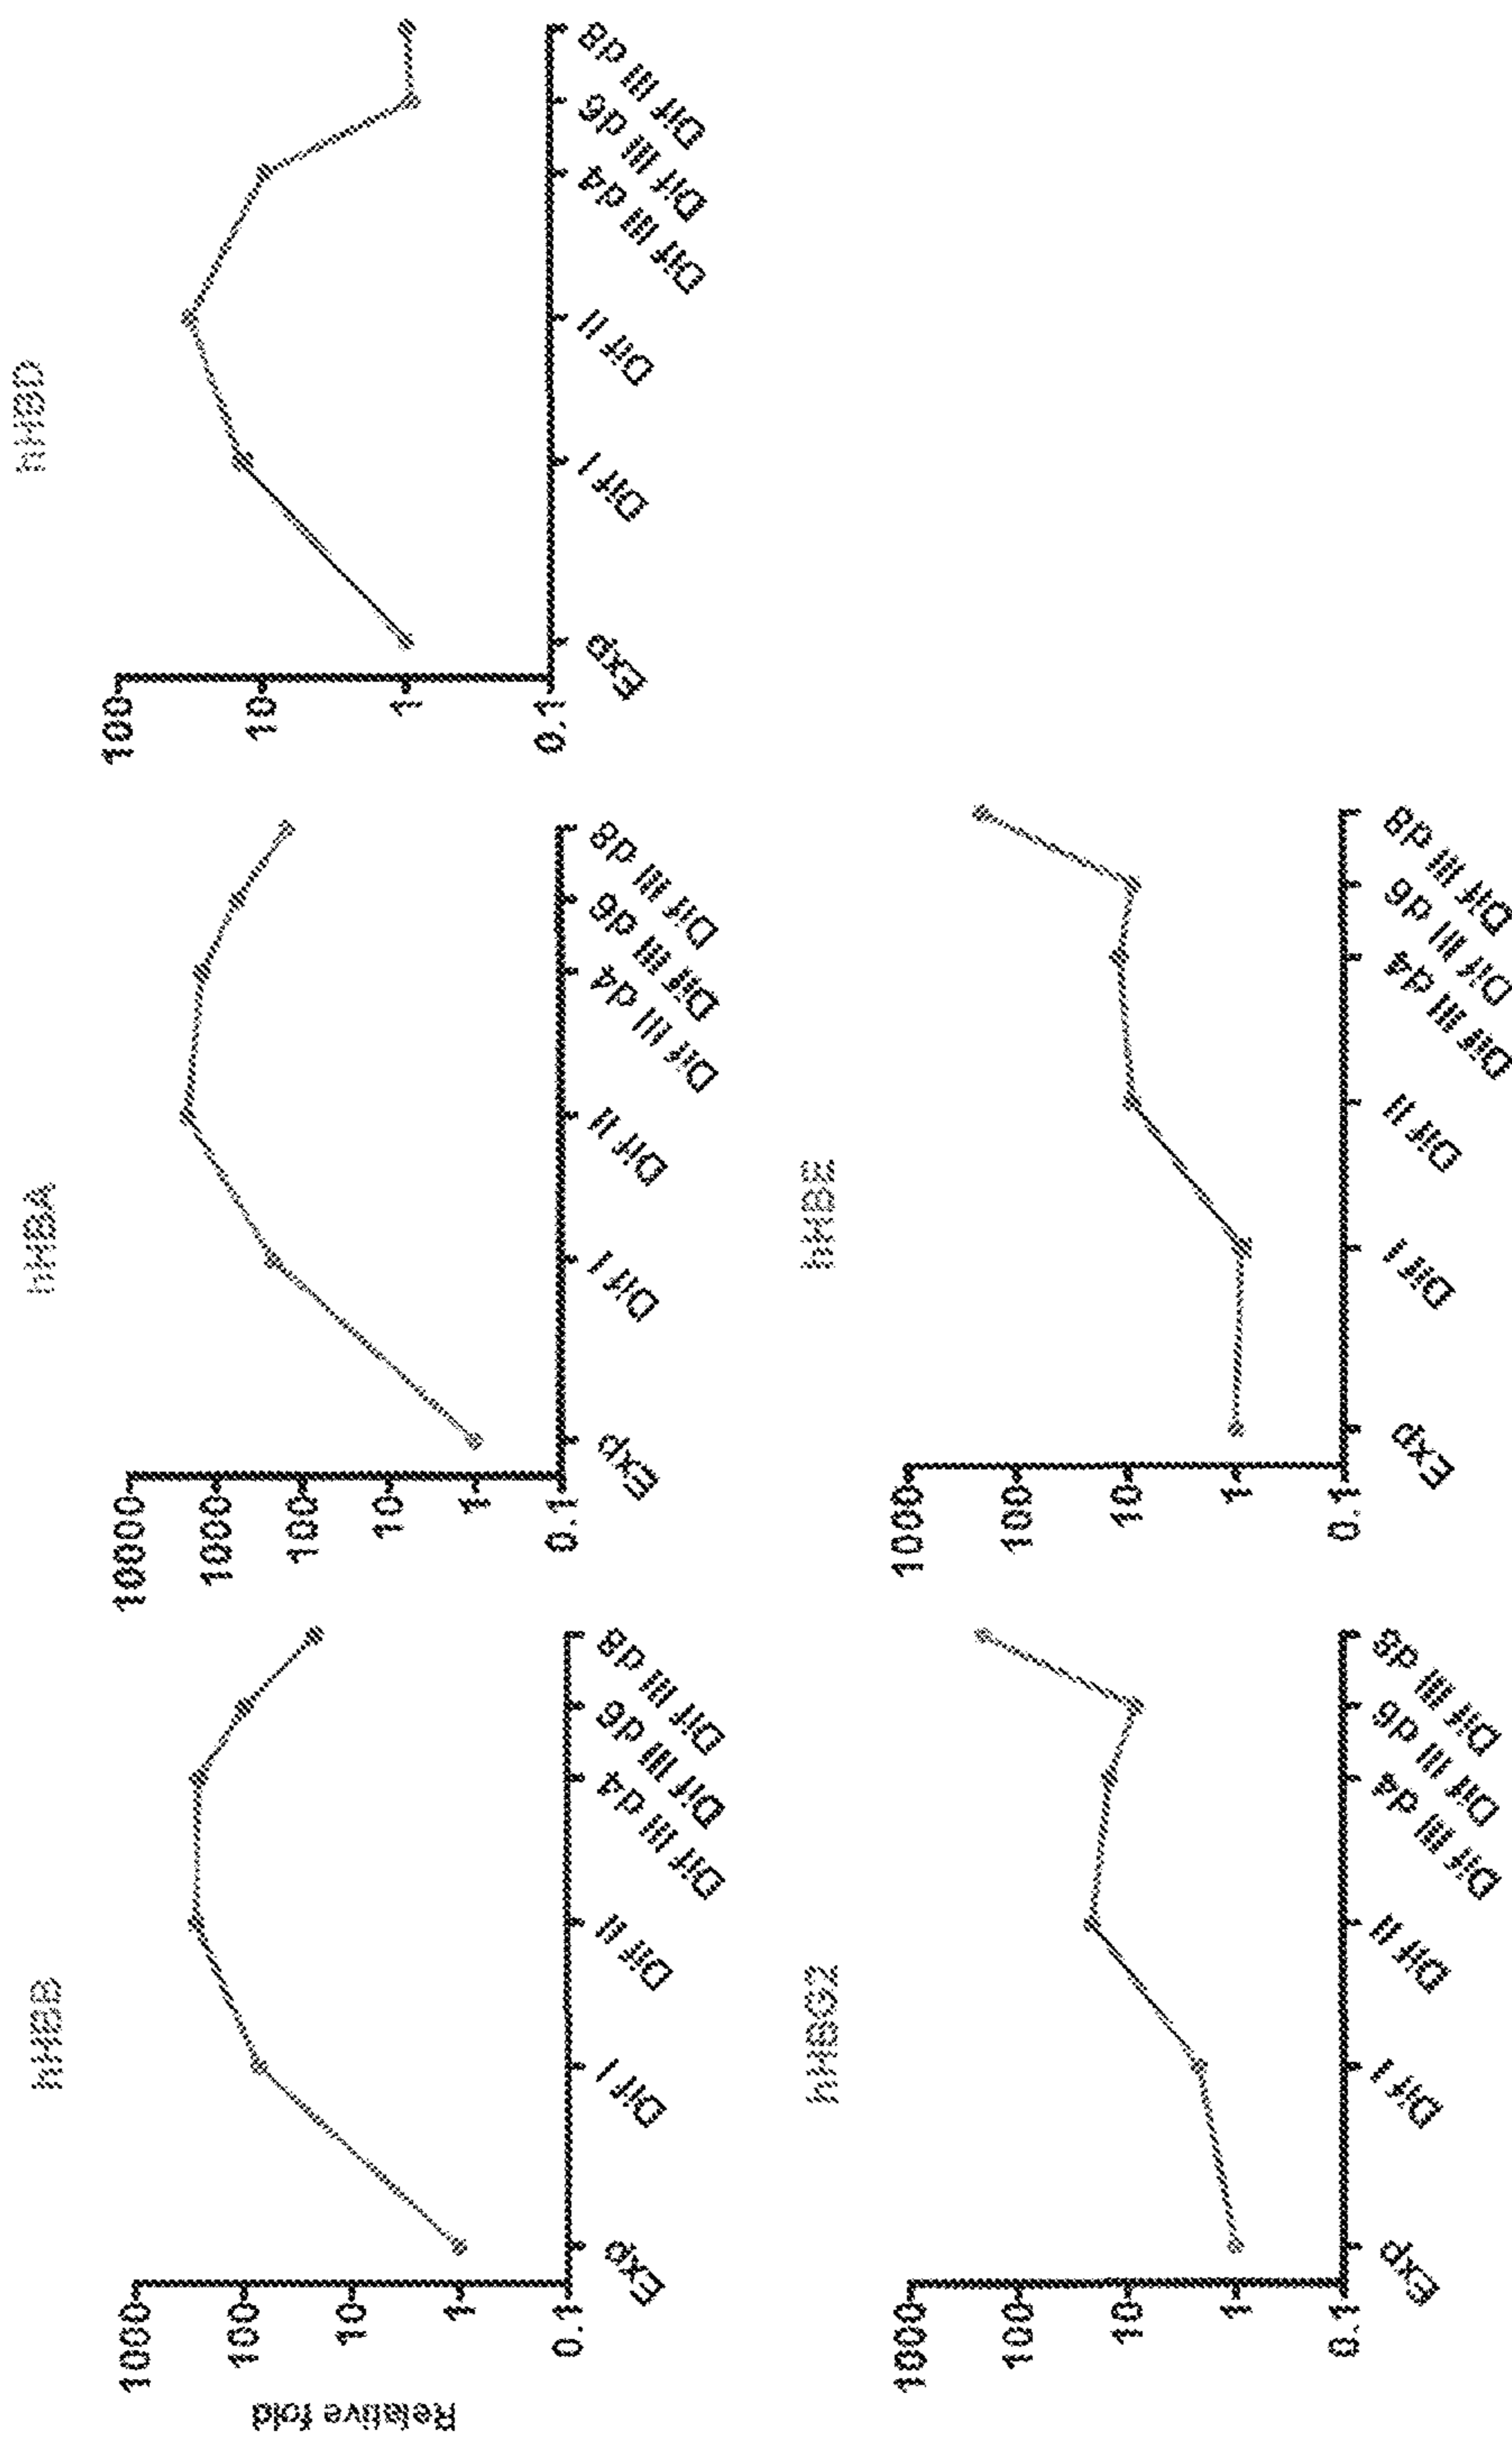 hHBB
Relative fold
1000
100
10
1
0.1
Exp
Dif I
Dif II
Dif III d4
Dif III d6
Dif III d8
hHBA
10000
1000
100
10
1
0.1
Exp
Dif I
Dif II
Dif III d4
Dif III d6
Dif III d8
hHBD
100
10
1
0.1
Exp
Dif I
Dif II
Dif III d4
Dif III d6
Dif III d8
hHBG2
1000
100
10
1
0.1
Exp
Dif I
Dif II
Dif III d4
Dif III d6
Dif III d8
hHBE
1000
100
10
1
0.1
Exp
Dif I
Dif II
Dif III d4
Dif III d6
Dif III d8